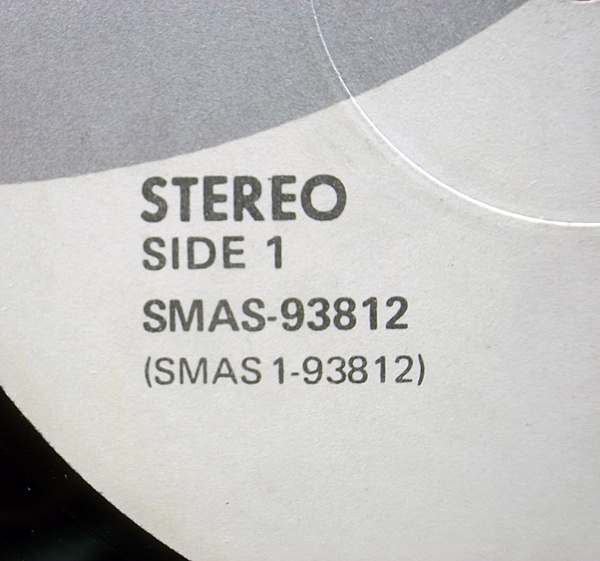 STEREO
SIDE 1
SMAS-93812
(SMAS 1-93812)